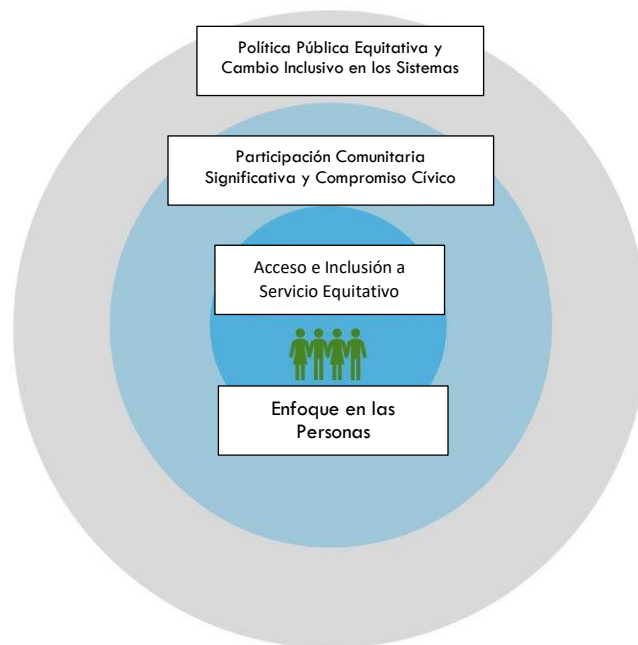 Política Pública Equitativa y
Cambio Inclusivo en los Sistemas
Participación Comunitaria
Significativa y Compromiso Cívico
Acceso e Inclusión a
Servicio Equitativo
Enfoque en las
Personas